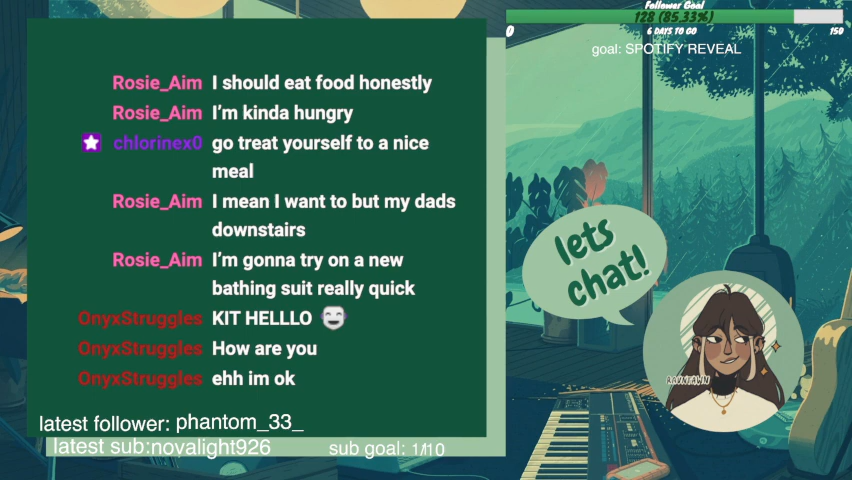 Follower Goal
128 (85.33%)
0 6 DAYS TO GO 150
goal: SPOTIFY REVEAL
Rosie_Aim I should eat food honestly
Rosie_Aim I'm kinda hungry
chlorinex0 go treat yourself to a nice
meal
Rosie_Aim I mean I want to but my dads
downstairs
Rosie_Aim I'm gonna try on a new
bathing suit really quick
OnyxStruggles KIT HELLLO
OnyxStruggles How are you
OnyxStruggles ehh im ok
lets
chat!
latest follower: phantom_33_
latest sub:novalight926
sub goal: 1/10